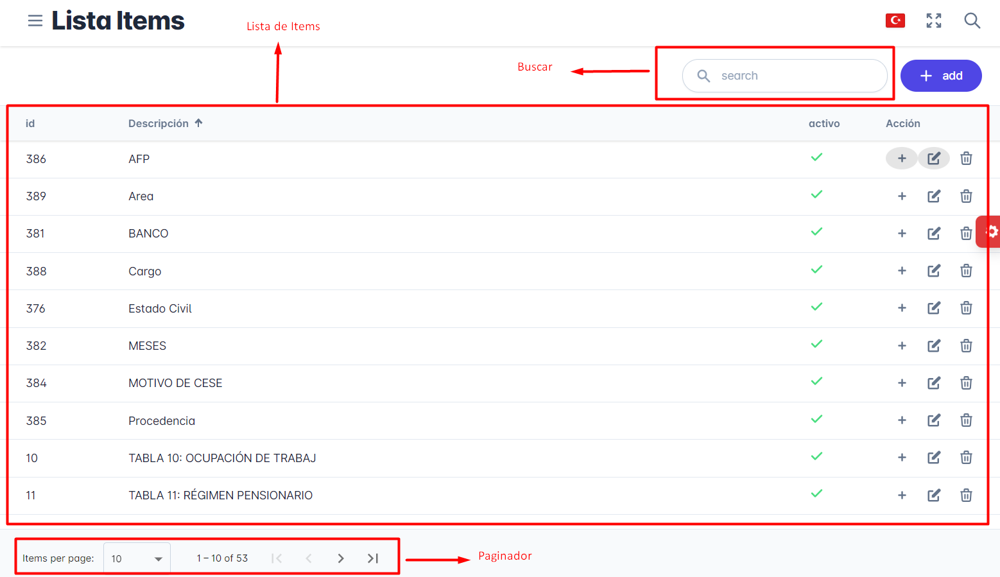 Lista Items
Lista de Items
Buscar
search
add
id Descripción activo Acción
386 AFP
389 Area
381 BANCO
388 Cargo
376 Estado Civil
382 MESES
384 MOTIVO DE CESE
385 Procedencia
10 TABLA 10: OCUPACIÓN DE TRABAJ
11 TABLA 11: RÉGIMEN PENSIONARIO
Items per page: 10 1 – 10 of 53
Paginador